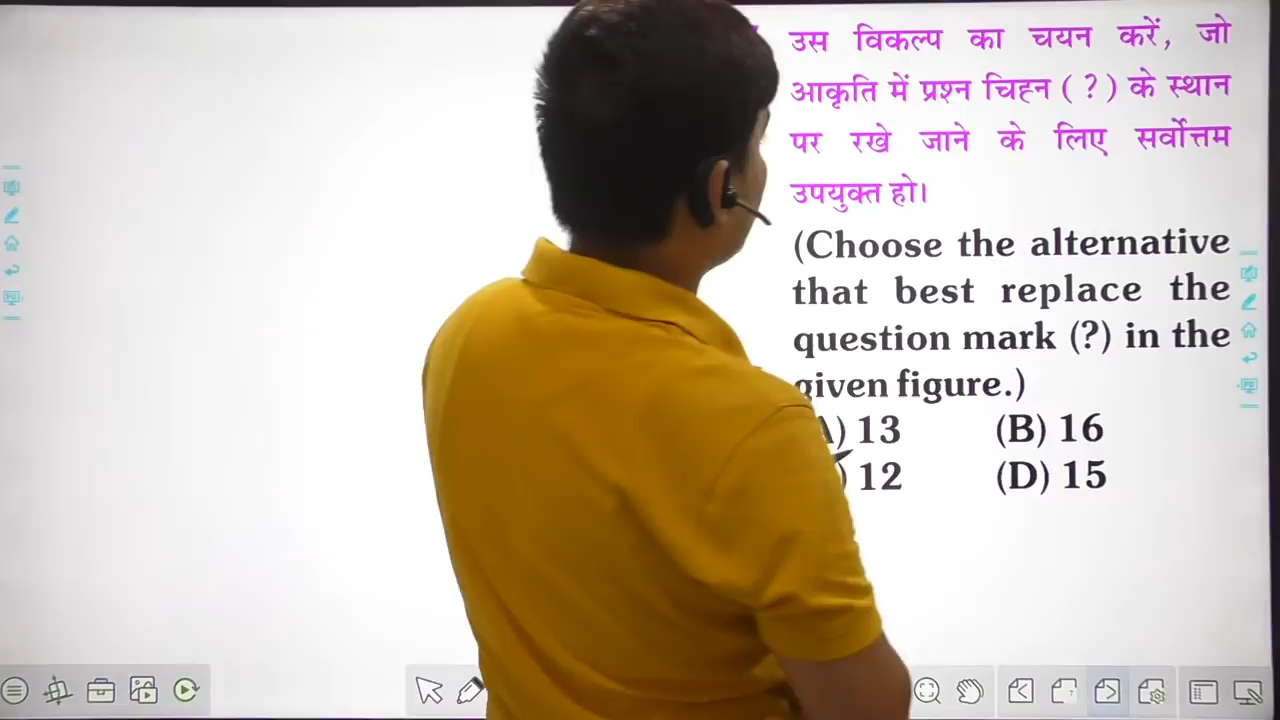 उस विकल्प का चयन करें, जो
आकृति में प्रश्न चिह्न ( ? ) के स्थान
पर रखे जाने के लिए सर्वोत्तम
उपयुक्त हो।
(Choose the alternative
that best replace the
question mark (?) in the
given figure.)
A) 13 (B) 16
) 12 (D) 15